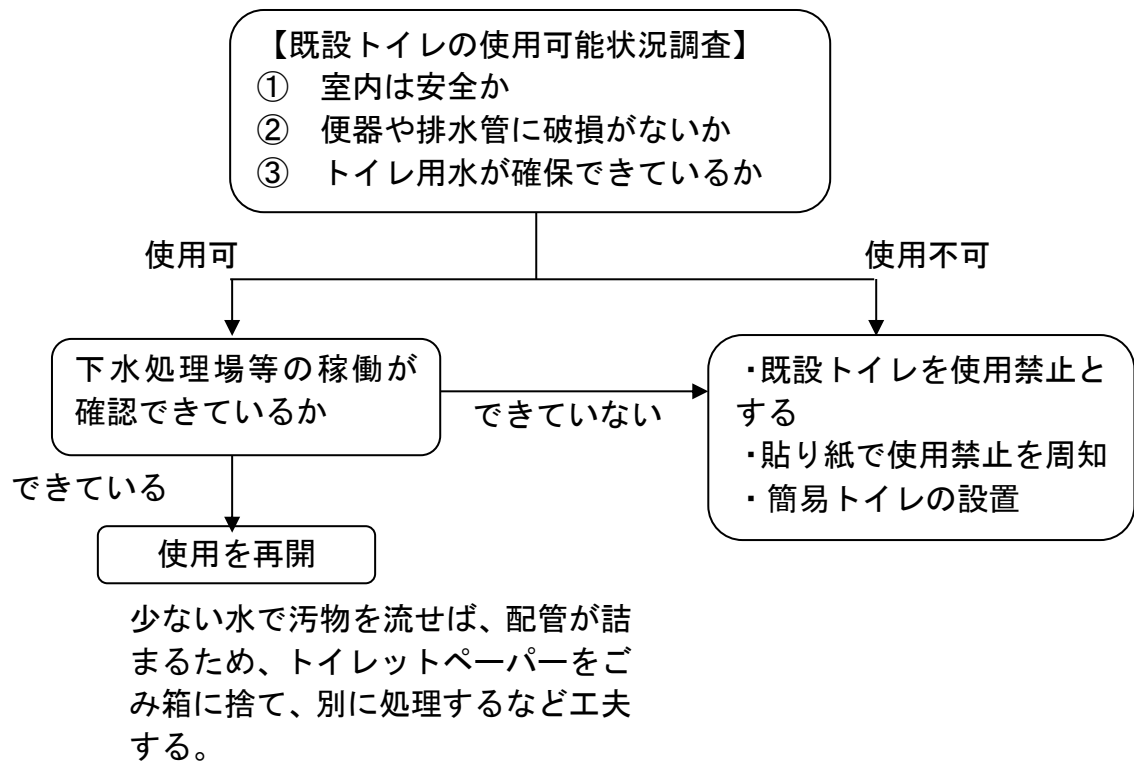 【既設トイレの使用可能状況調査】
① 室内は安全か
② 便器や排水管に破損がないか
③ トイレ用水が確保できているか
使用可
使用不可
下水処理場等の稼働が
確認できているか
できていない
・既設トイレを使用禁止と
する
・貼り紙で使用禁止を周知
・簡易トイレの設置
できている
使用を再開
少ない水で汚物を流せば、配管が詰
まるため、トイレットペーパーをご
み箱に捨て、別に処理するなど工夫
する。